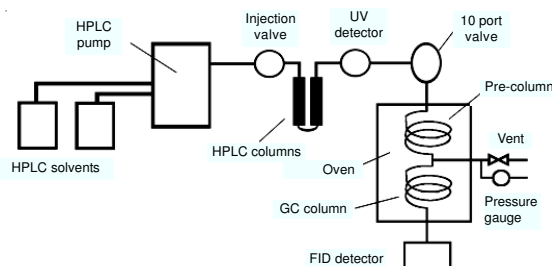 HPLC
pump
Injection
valve
UV
detector
10 port
valve
HPLC solvents
HPLC columns
Pre-column
Oven
Vent
GC column
Pressure
gauge
FID detector